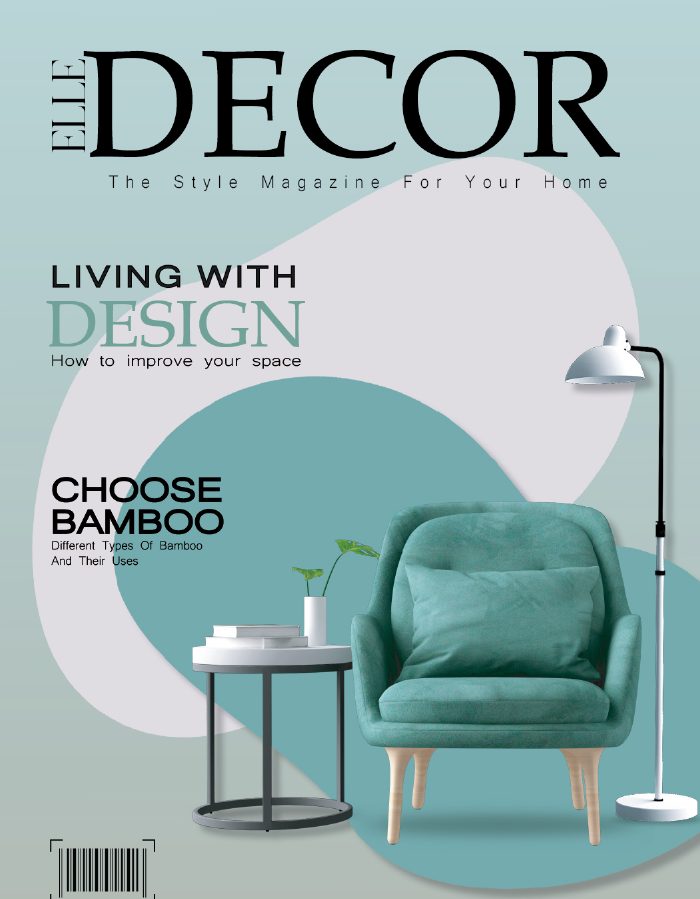 ELLE DECOR
The Style Magazine For Your Home
LIVING WITH
DESIGN
How to improve your space
CHOOSE
BAMBOO
Different Types Of Bamboo
And Their Uses